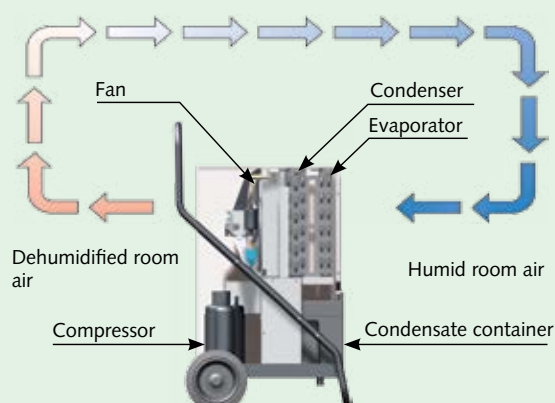 Fan
Condenser
Evaporator
Dehumidified room
air
Humid room air
Compressor
Condensate container